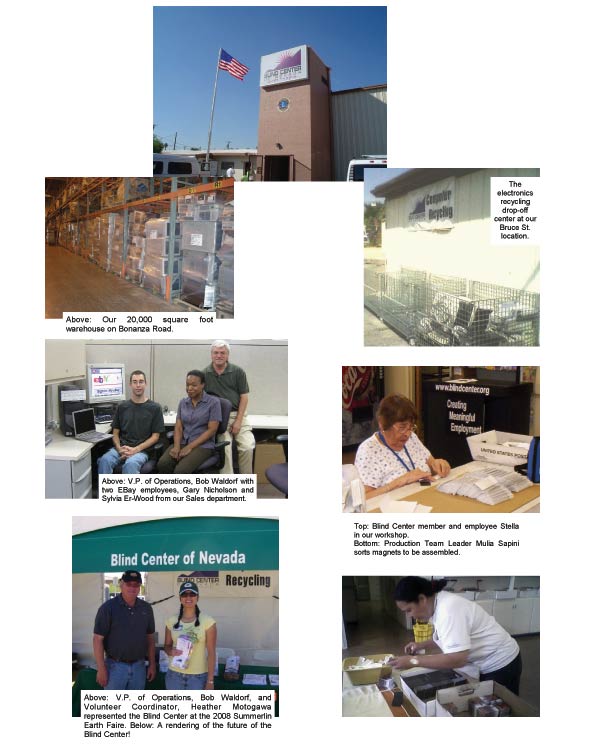 BLIND CENTER
The
electronics
recycling
drop-off
center at our
Bruce St.
location.
Computer
Recycling
Above: Our 20,000 square foot
warehouse on Bonanza Road.
ebay
Above: V.P. of Operations, Bob Waldorf with
two EBay employees, Gary Nicholson and
Sylvia Er-Wood from our Sales department.
www.blindcenter.org
Creating
Meaningful
Employment
UNITED STATES POST
Top: Blind Center member and employee Stella
in our workshop.
Bottom: Production Team Leader Mulia Sapini
sorts magnets to be assembled.
Blind Center of Nevada
BLIND CENTER
Recycling
Above: V.P. of Operations, Bob Waldorf, and
Volunteer Coordinator, Heather Motogawa
represented the Blind Center at the 2008 Summerlin
Earth Faire. Below: A rendering of the future of the
Blind Center!